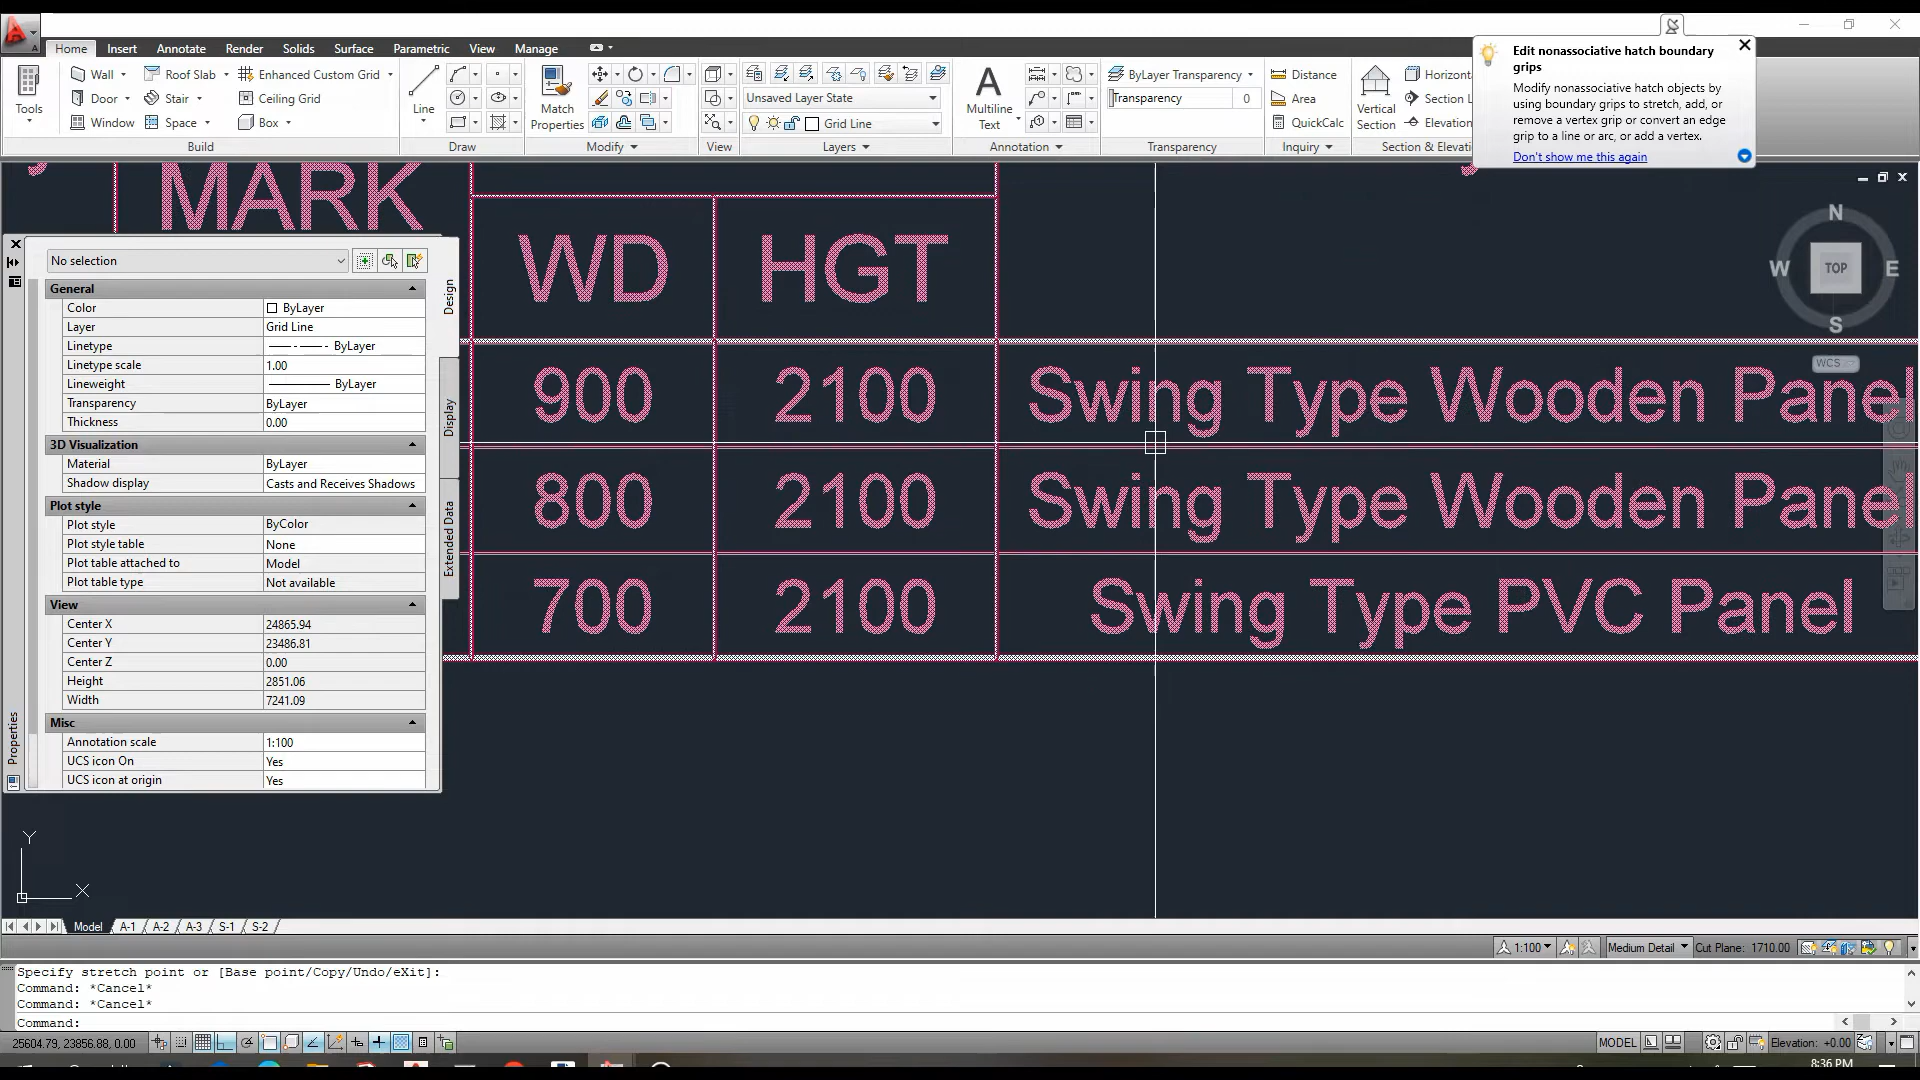 Home Insert Annotate Render Solids Surface Parametric View Manage
Edit nonassociative hatch boundary
grips
Modify nonassociative hatch objects by
using boundary grips to stretch, add, or
remove a vertex grip or convert an edge
grip to a line or arc, or add a vertex.
Don't show me this again
Tools
Wall Roof Slab Enhanced Custom Grid
Door Stair Ceiling Grid
Window Space Box
Build
Line
Draw
Match
Properties
Modify
View
Unsaved Layer State
Grid Line
Layers
Multiline
Text
Annotation
ByLayer Transparency
Transparency 0
Transparency
Distance
Area
QuickCalc
Inquiry
Vertical
Section
Horizont
Section L
Elevation
Section & Elevati
MARK
WD HGT
900 2100 Swing Type Wooden Panel
800 2100 Swing Type Wooden Panel
700 2100 Swing Type PVC Panel
N
W TOP E
S
WCS
No selection
General
Color ByLayer
Layer Grid Line
Linetype ByLayer
Linetype scale 1.00
Lineweight ByLayer
Transparency ByLayer
Thickness 0.00
3D Visualization
Material ByLayer
Shadow display Casts and Receives Shadows
Plot style
Plot style ByColor
Plot style table None
Plot table attached to Model
Plot table type Not available
View
Center X 24865.94
Center Y 23486.81
Center Z 0.00
Height 2851.06
Width 7241.09
Misc
Annotation scale 1:100
UCS icon On Yes
UCS icon at origin Yes
Design
Display
Extended Data
Properties
Y
X
Model A-1 A-2 A-3 S-1 S-2
1:100 Medium Detail Cut Plane: 1710.00
Specify stretch point or [Base point/Copy/Undo/eXit]:
Command: *Cancel*
Command: *Cancel*
Command:
25604.79, 23856.88, 0.00
MODEL Elevation: +0.00
8:36 PM